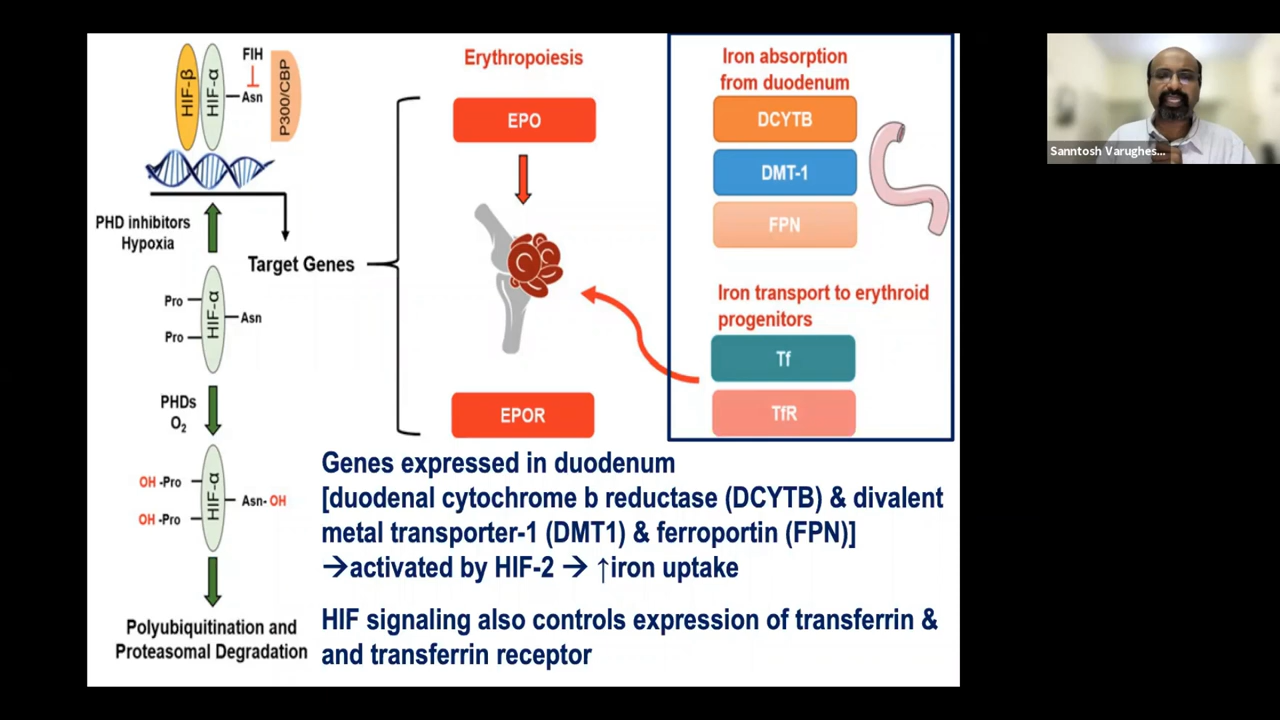 HIF-β
HIF-α
FIH
Asn
P300/CBP
PHD inhibitors
Hypoxia
Target Genes
Pro
Pro
HIF-α
Asn
PHDs
O₂
OH -Pro
OH -Pro
HIF-α
Asn- OH
Polyubiquitination and
Proteasomal Degradation
Erythropoiesis
EPO
EPOR
Iron absorption
from duodenum
DCYTB
DMT-1
FPN
Iron transport to erythroid
progenitors
Tf
TfR
Genes expressed in duodenum
[duodenal cytochrome b reductase (DCYTB) & divalent
metal transporter-1 (DMT1) & ferroportin (FPN)]
→activated by HIF-2 → ↑iron uptake
HIF signaling also controls expression of transferrin &
and transferrin receptor
Sanntosh Varughes...